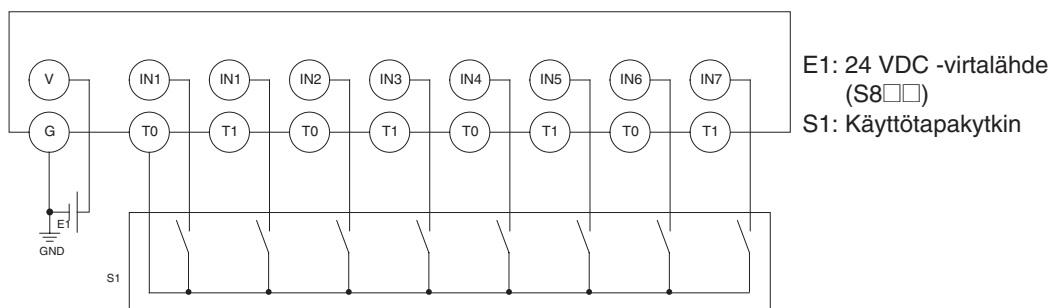 V IN1 IN1 IN2 IN3 IN4 IN5 IN6 IN7
G T0 T1 T0 T1 T0 T1 T0 T1
E1
GND
S1
E1: 24 VDC -virtalähde
(S8□□)
S1: Käyttötapakytkin